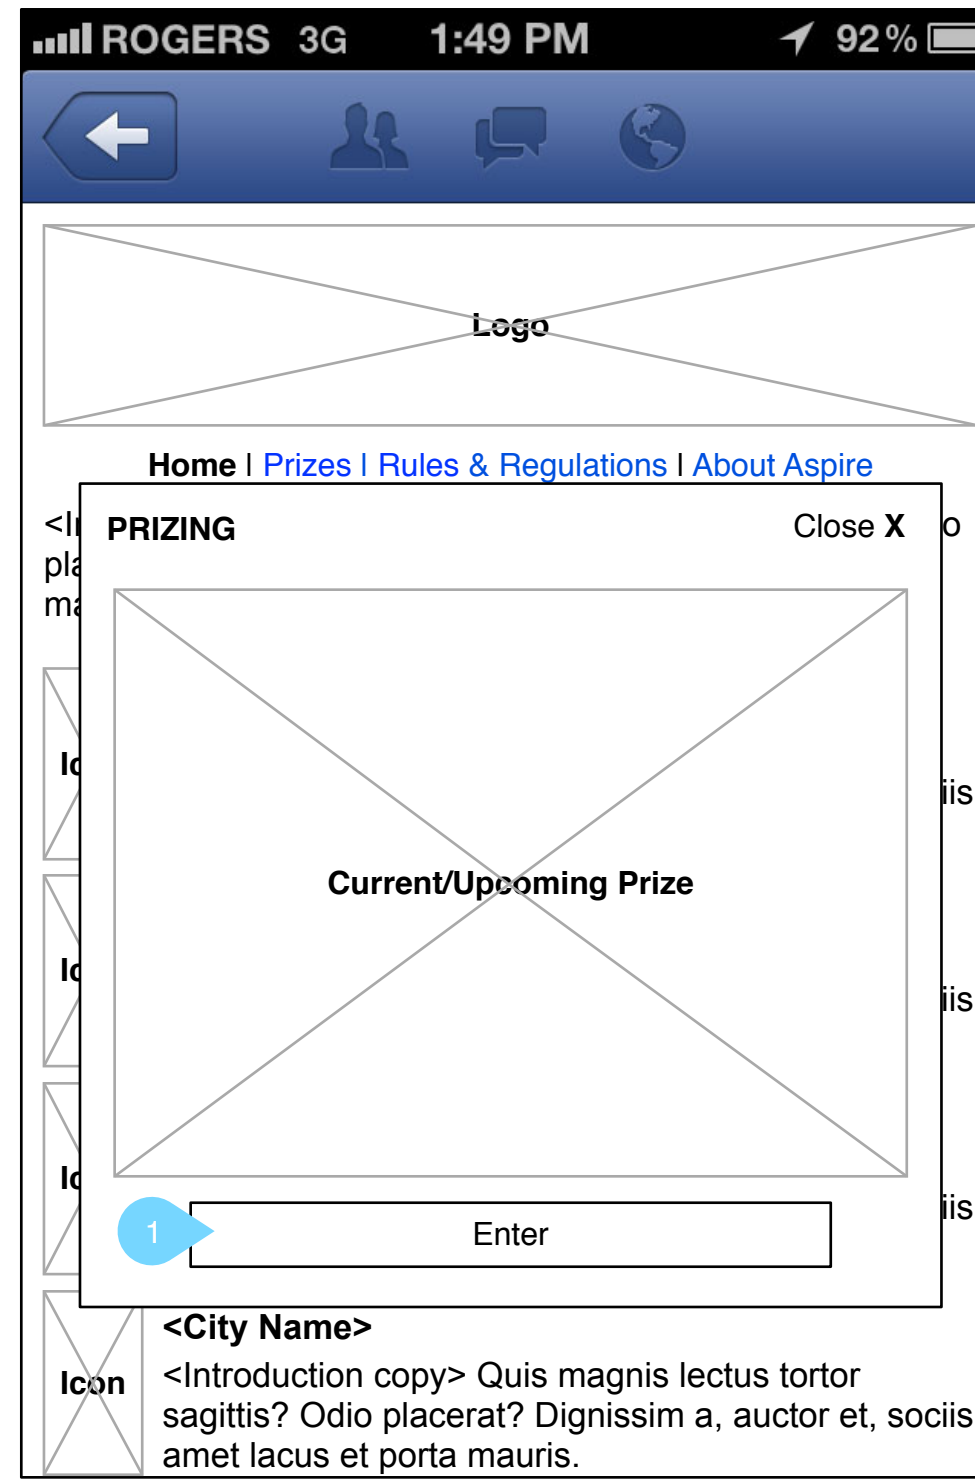 ROGERS 3G 1:49 PM 92%
Logo
Home | Prizes | Rules & Regulations | About Aspire
PRIZING Close X
Current/Upcoming Prize
1 Enter
<City Name>
Icon
<Introduction copy> Quis magnis lectus tortor
sagittis? Odio placerat? Dignissim a, auctor et, sociis
amet lacus et porta mauris.